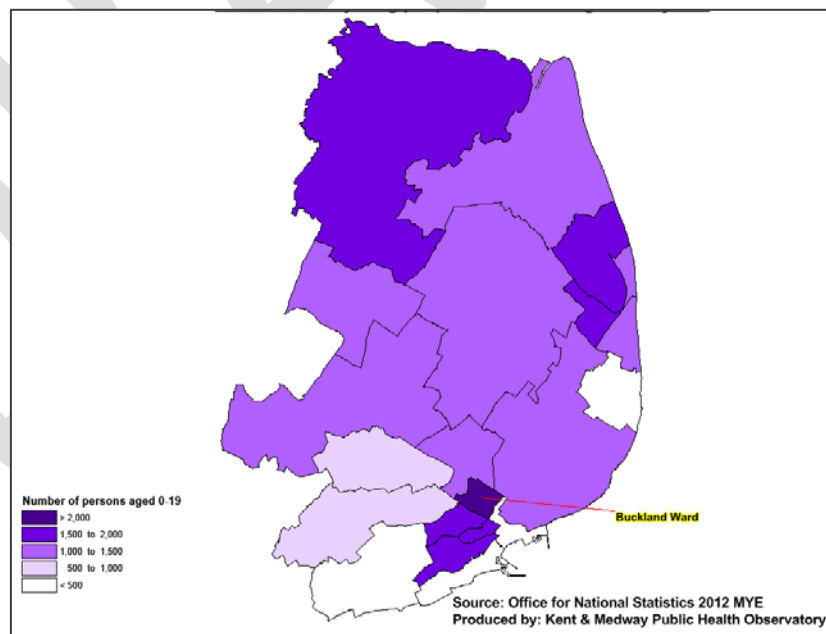 Number of persons aged 0-19
> 2,000
1,500 to 2,000
1,000 to 1,500
500 to 1,000
< 500
Buckland Ward
Source: Office for National Statistics 2012 MYE
Produced by: Kent & Medway Public Health Observatory